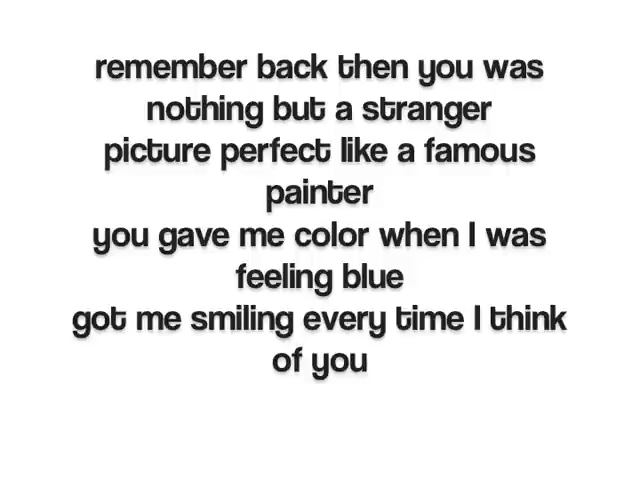 remember back then you was
nothing but a stranger
picture perfect like a famous
painter
you gave me color when I was
feeling blue
got me smiling every time I think
of you